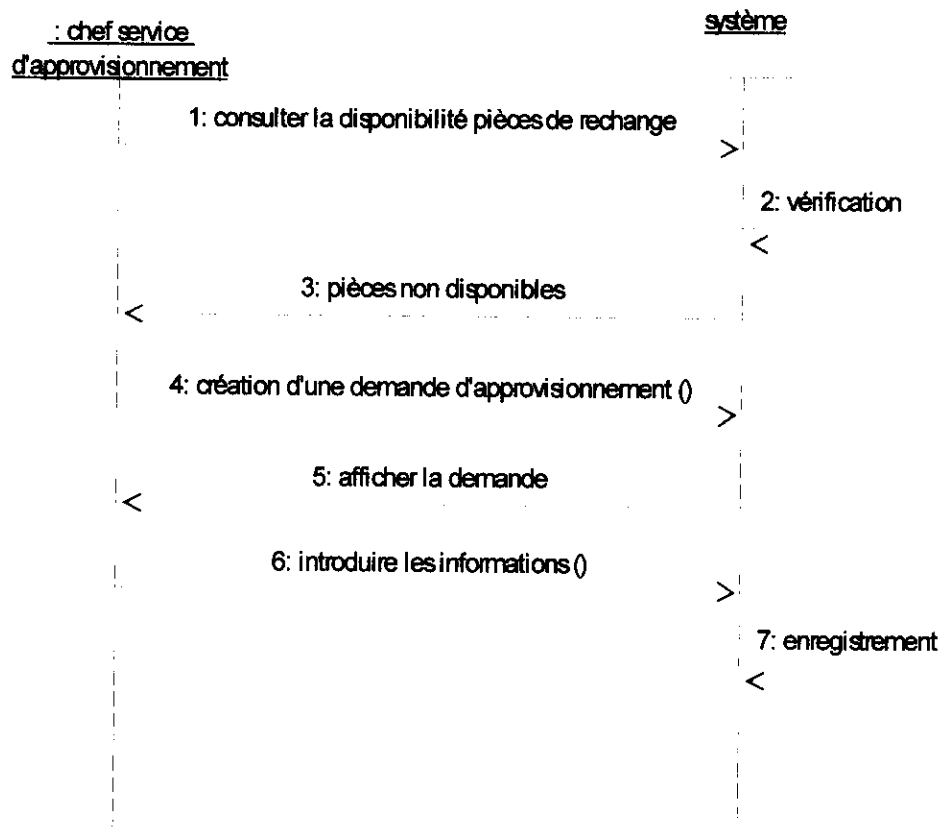 : chef service
d'approvisionnement
système
1: consulter la disponibilité pièces de rechange
2: vérification
3: pièces non disponibles
4: création d'une demande d'approvisionnement ()
5: afficher la demande
6: introduire les informations ()
7: enregistrement